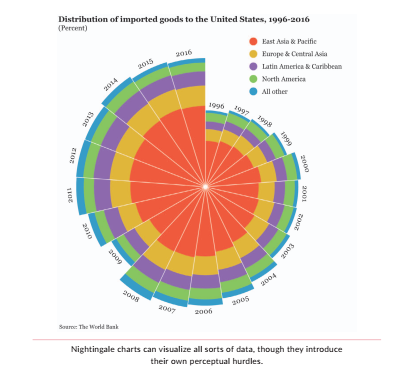 Distribution of imported goods to the United States, 1996-2016
(Percent)
East Asia & Pacific
Europe & Central Asia
Latin America & Caribbean
North America
All other
1996
1997
1998
1999
2000
2001
2002
2003
2004
2005
2006
2007
2008
2009
2010
2011
2012
2013
2014
2015
2016
Source: The World Bank
Nightingale charts can visualize all sorts of data, though they introduce
their own perceptual hurdles.